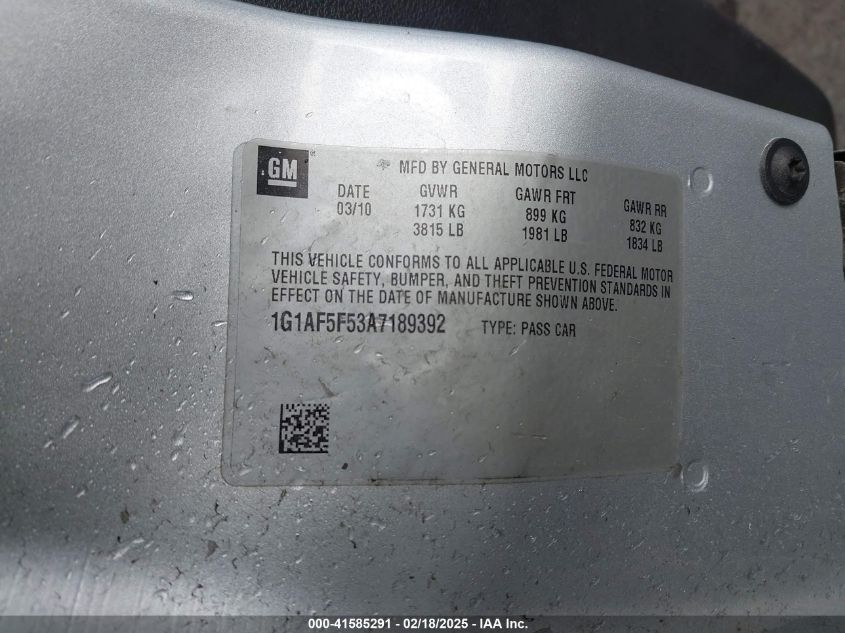 GM
MFD BY GENERAL MOTORS LLC
DATE GVWR GAWR FRT GAWR RR
03/10 1731 KG 899 KG 832 KG
3815 LB 1981 LB 1834 LB
THIS VEHICLE CONFORMS TO ALL APPLICABLE U.S. FEDERAL MOTOR
VEHICLE SAFETY, BUMPER, AND THEFT PREVENTION STANDARDS IN
EFFECT ON THE DATE OF MANUFACTURE SHOWN ABOVE.
1G1AF5F53A7189392 TYPE: PASS CAR
000-41585291 - 02/18/2025 - IAA Inc.